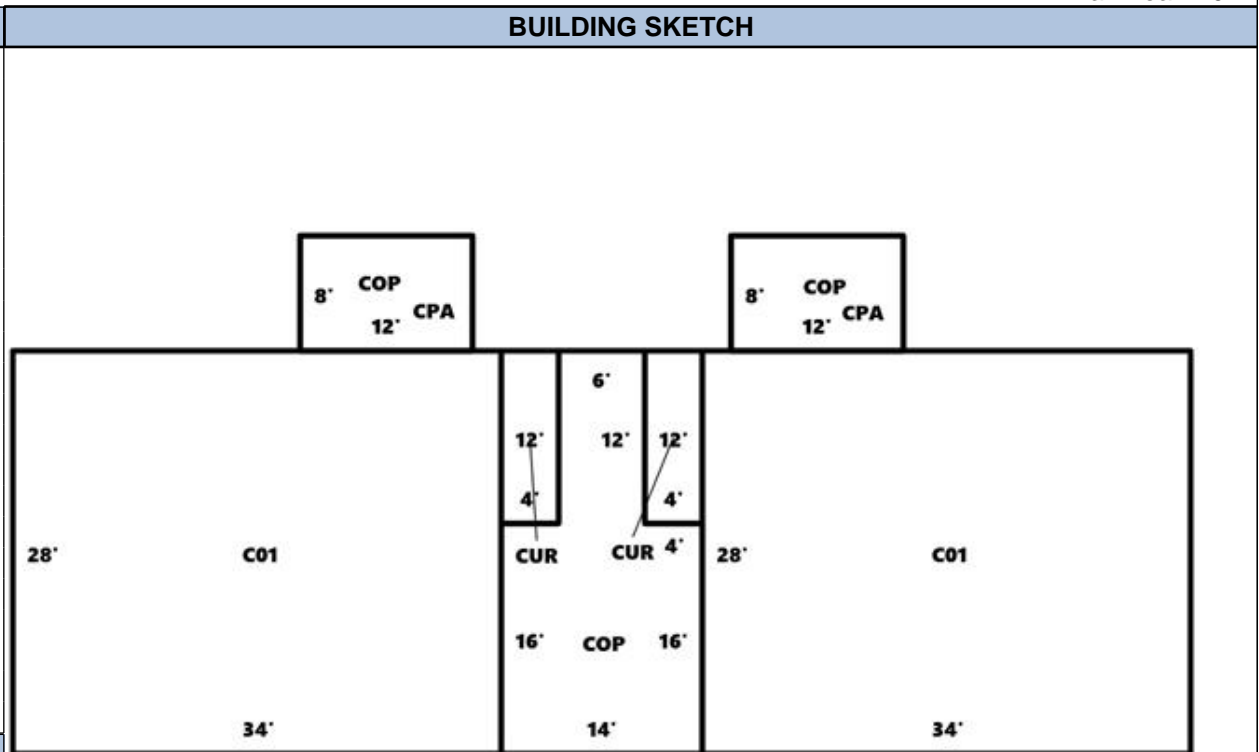 BUILDING SKETCH
8' COP
12' CPA
8' COP
12' CPA
6'
12' 12' 12'
4' 4'
28' C01 CUR CUR 4' 28' C01
16' COP 16'
34' 14' 34'